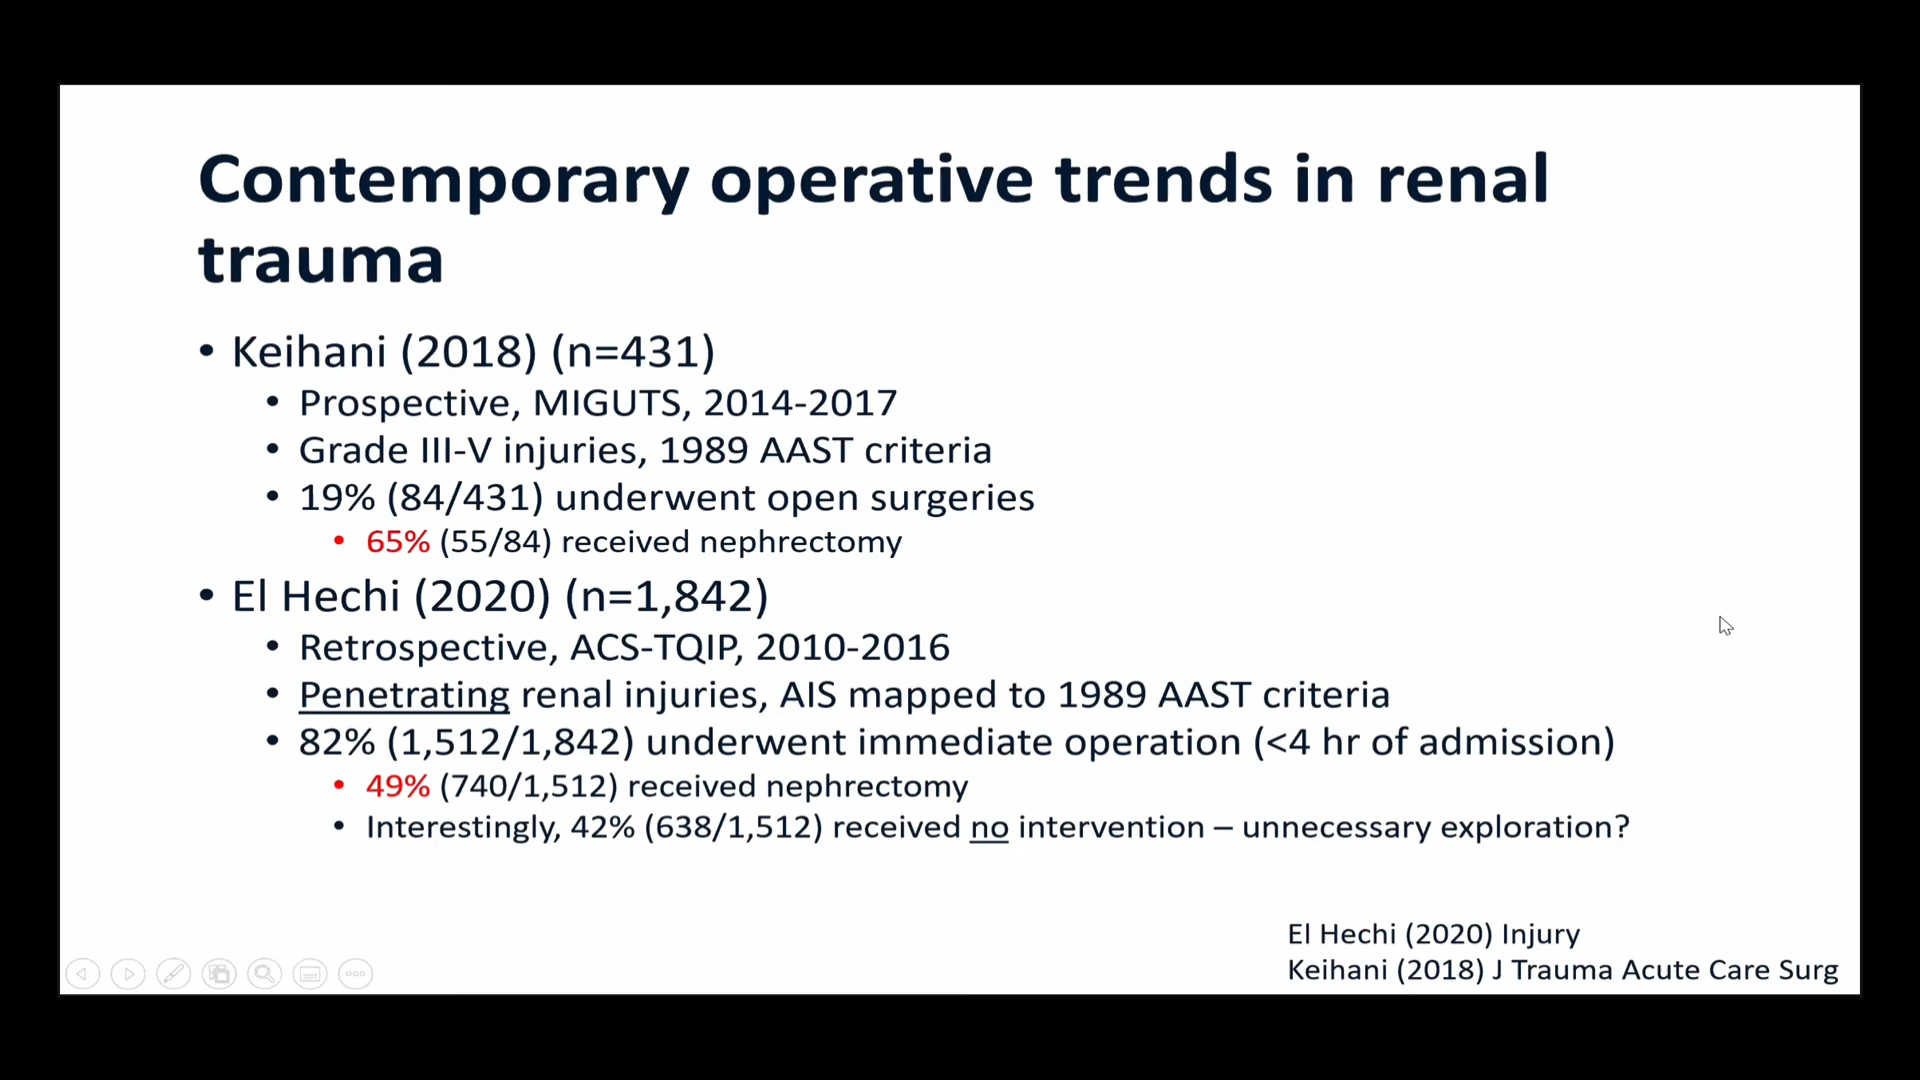 Contemporary operative trends in renal
trauma
• Keihani (2018) (n=431)
• Prospective, MIGUTS, 2014-2017
• Grade III-V injuries, 1989 AAST criteria
• 19% (84/431) underwent open surgeries
• 65% (55/84) received nephrectomy
• El Hechi (2020) (n=1,842)
• Retrospective, ACS-TQIP, 2010-2016
• Penetrating renal injuries, AIS mapped to 1989 AAST criteria
• 82% (1,512/1,842) underwent immediate operation (<4 hr of admission)
• 49% (740/1,512) received nephrectomy
• Interestingly, 42% (638/1,512) received no intervention – unnecessary exploration?
El Hechi (2020) Injury
Keihani (2018) J Trauma Acute Care Surg